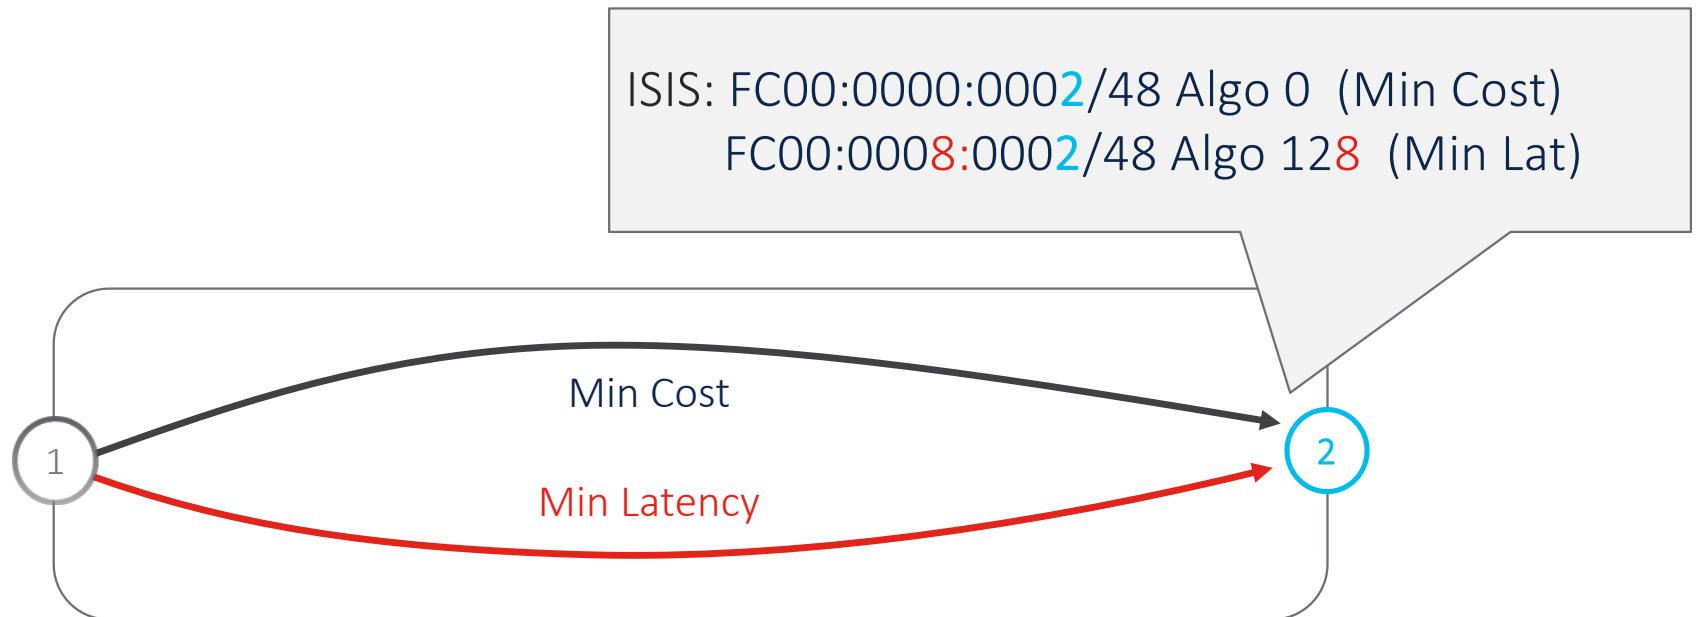 ISIS: FC00:0000:0002/48 Algo 0 (Min Cost)
FC00:0008:0002/48 Algo 128 (Min Lat)
Min Cost
1
2
Min Latency